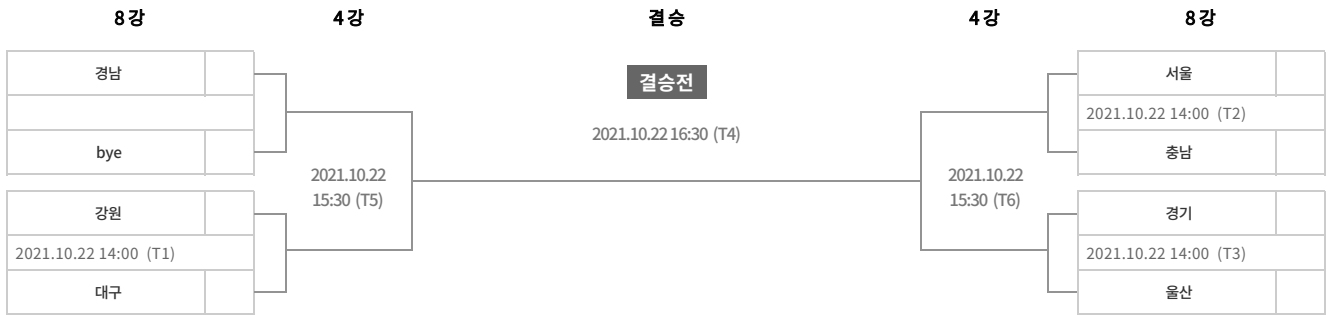 8강
4강
결승
4강
8강
경남
bye
강원
2021.10.22 14:00 (T1)
대구
2021.10.22
15:30 (T5)
결승전
2021.10.22 16:30 (T4)
2021.10.22
15:30 (T6)
서울
2021.10.22 14:00 (T2)
충남
경기
2021.10.22 14:00 (T3)
울산